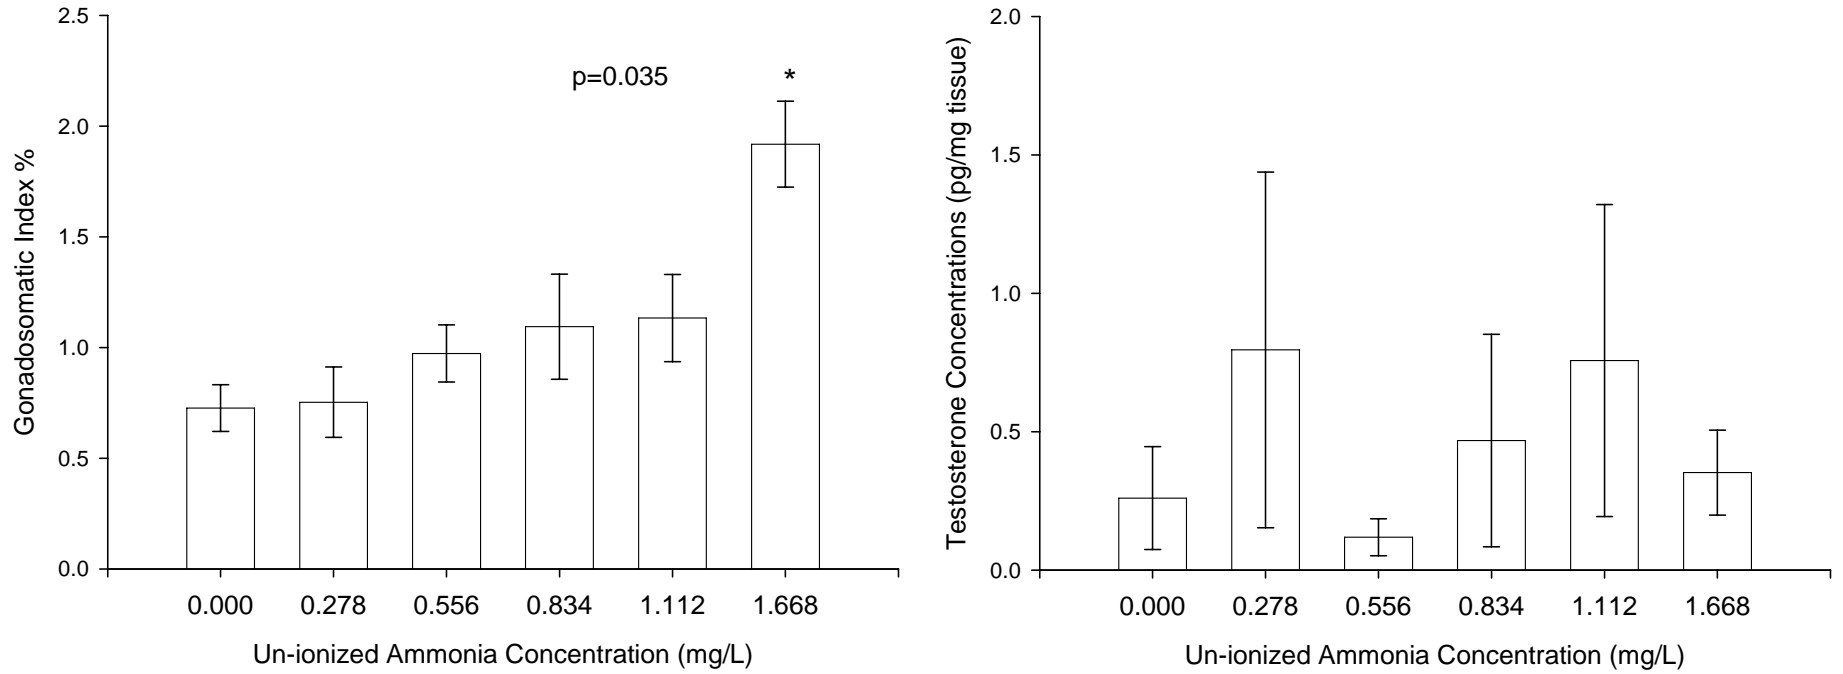 Gonadosomatic Index %
2.5
2.0
1.5
1.0
0.5
0.0
p=0.035
*
0.000 0.278 0.556 0.834 1.112 1.668
Un-ionized Ammonia Concentration (mg/L)
Testosterone Concentrations (pg/mg tissue)
2.0
1.5
1.0
0.5
0.0
0.000 0.278 0.556 0.834 1.112 1.668
Un-ionized Ammonia Concentration (mg/L)